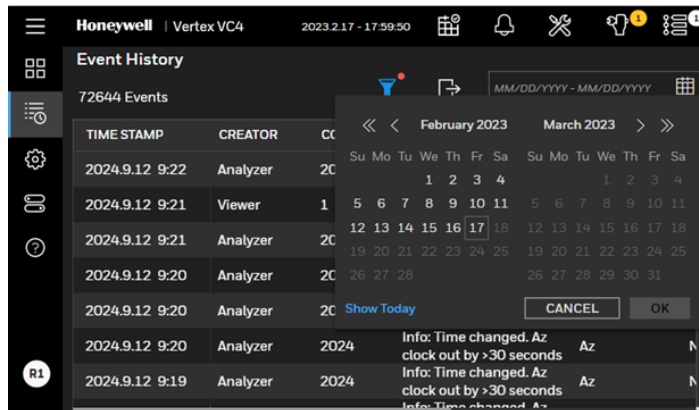 Honeywell | Vertex VC4 2023.2.17 - 17:59:50 1
Event History
72644 Events MM/DD/YYYY - MM/DD/YYYY
TIME STAMP CREATOR
February 2023 March 2023
Su Mo Tu We Th Fr Sa Su Mo Tu We Th Fr Sa
1 2 3 4 1 2 3 4
5 6 7 8 9 10 11 5 6 7 8 9 10 11
12 13 14 15 16 17 18 12 13 14 15 16 17 18
19 20 21 22 23 24 25 19 20 21 22 23 24 25
26 27 28 26 27 28 29 30 31
Show Today CANCEL OK
2024.9.12 9:22 Analyzer 20
2024.9.12 9:21 Viewer 1
2024.9.12 9:21 Analyzer 20
2024.9.12 9:20 Analyzer 20
2024.9.12 9:20 Analyzer 20
2024.9.12 9:20 Analyzer 2024 Info: Time changed. Az clock out by >30 seconds Az
2024.9.12 9:19 Analyzer 2024 Info: Time changed. Az clock out by >30 seconds Az
Info: Time changed. Az
R1